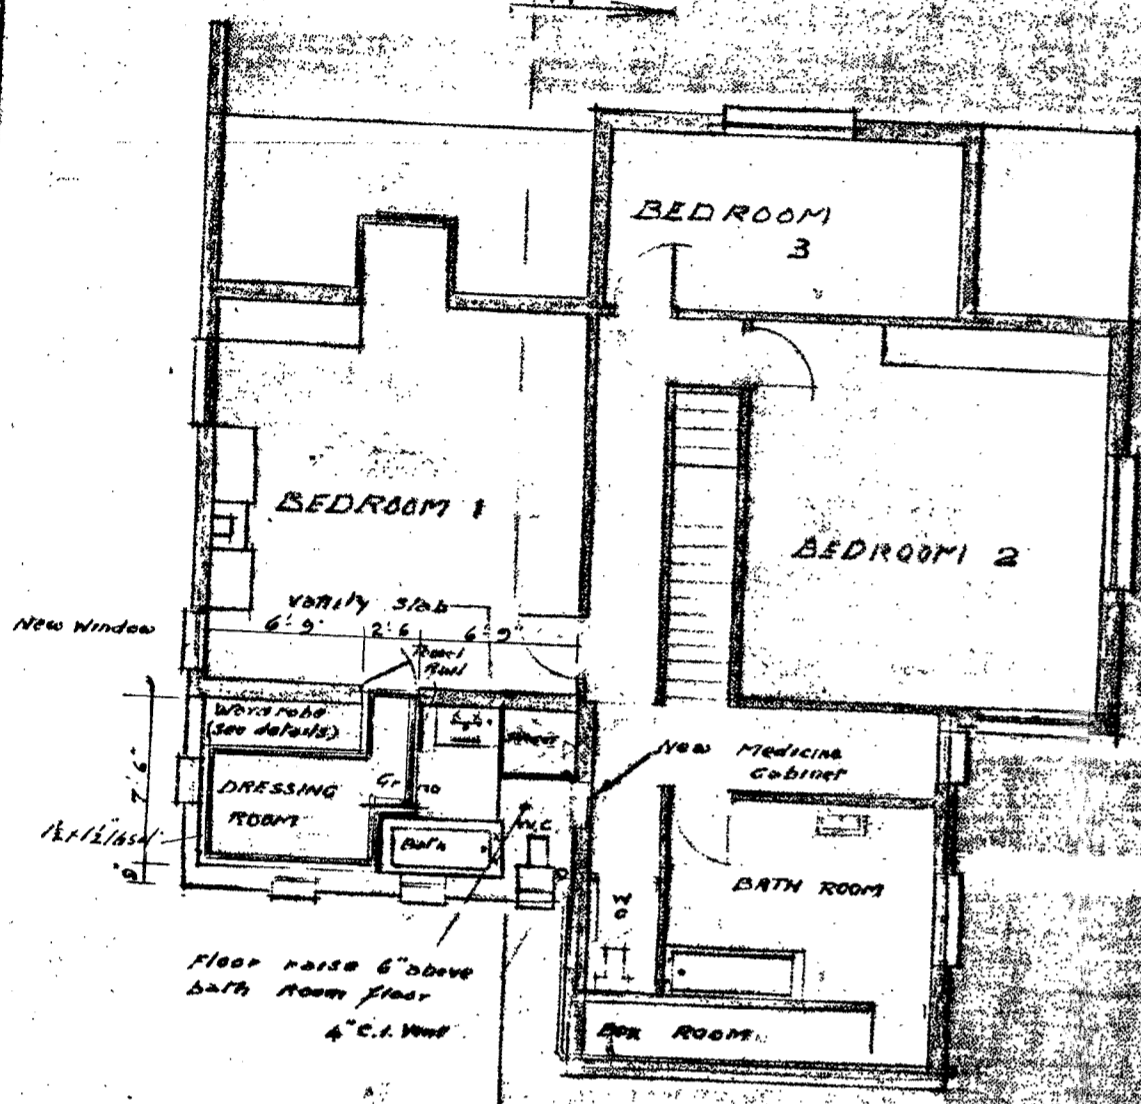 BEDROOM
3
BEDROOM 1
BEDROOM 2
vanity slab
New Window
6'-9"
2'-6
6'-9"
Towel
Rail
Wardrobe
(see details)
DRESSING
ROOM
7'-6"
9"
Bath
W.C.
New Medicine
Cabinet
BATH ROOM
WC
Floor raise 6" above
bath Room floor
4" C.I. Vent
BOX ROOM